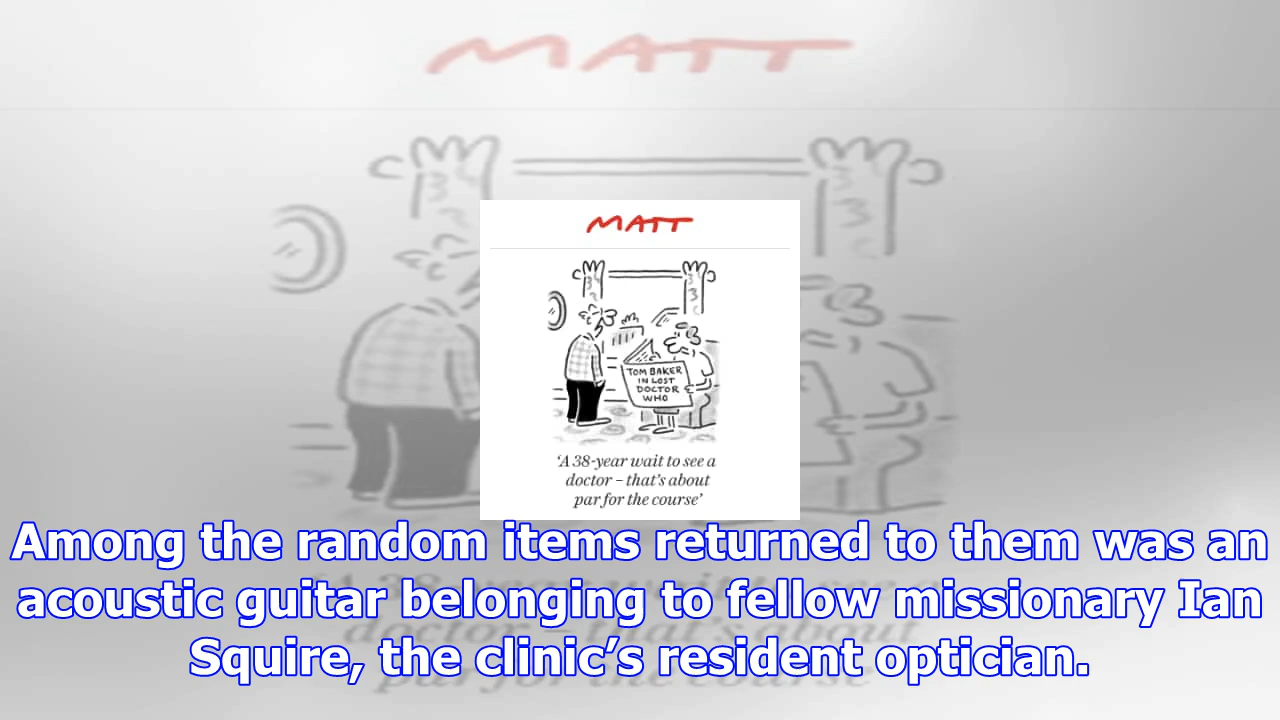 MATT
TOM BAKER
IN LOST
DOCTOR
WHO
‘A 38-year wait to see a
doctor – that’s about
par for the course’
Among the random items returned to them was an
acoustic guitar belonging to fellow missionary Ian
Squire, the clinic’s resident optician.